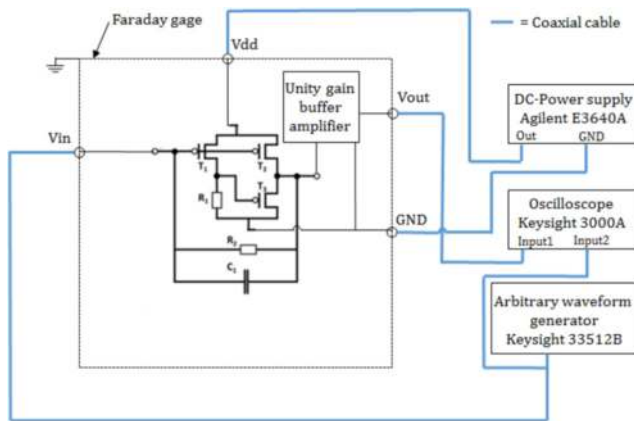 Faraday gage
= Coaxial cable
Vdd
Unity gain
buffer
amplifier
Vout
DC-Power supply
Agilent E3640A
Out GND
Vin
T₁
T₂
R₁
T₃
GND
Oscilloscope
Keysight 3000A
Input1 Input2
R₂
C₁
Arbitrary waveform
generator
Keysight 33512B